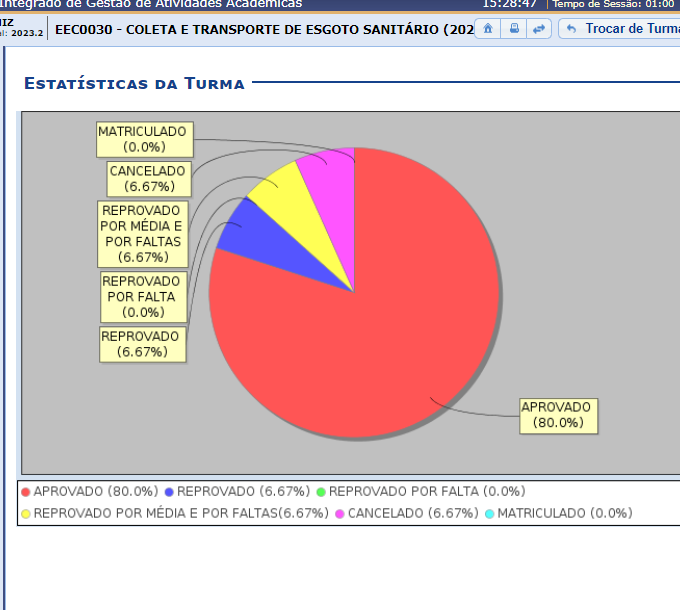 Integrado de Gestão de Atividades Acadêmicas 15:28:47 Tempo de Sessão: 01:00
2023.2 EEC0030 - COLETA E TRANSPORTE DE ESGOTO SANITÁRIO (202 Trocar de Turma
ESTATÍSTICAS DA TURMA
MATRICULADO
(0.0%)
CANCELADO
(6.67%)
REPROVADO
POR MÉDIA E
POR FALTAS
(6.67%)
REPROVADO
POR FALTA
(0.0%)
REPROVADO
(6.67%)
APROVADO
(80.0%)
APROVADO (80.0%) REPROVADO (6.67%) REPROVADO POR FALTA (0.0%)
REPROVADO POR MÉDIA E POR FALTAS(6.67%) CANCELADO (6.67%) MATRICULADO (0.0%)